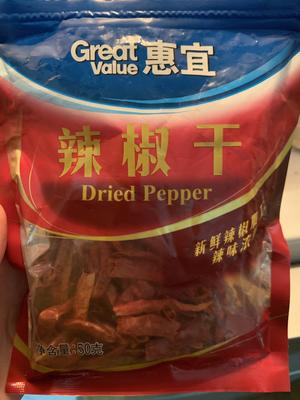 Great
Value 惠宜
辣椒干
Dried Pepper
新鲜辣椒
辣味浓
净含量:50克